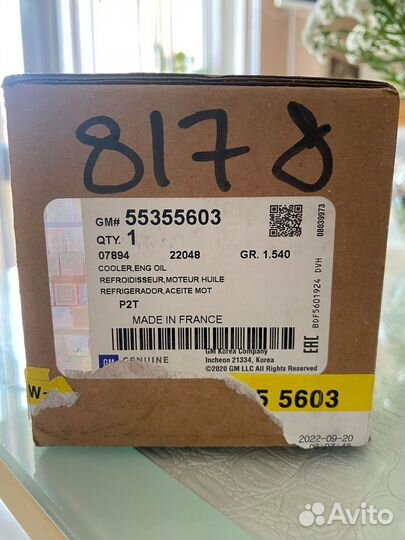 8178
GM# 55355603
QTY. 1
07894 22048 GR. 1.540
COOLER,ENG OIL
REFROIDISSEUR,MOTEUR HUILE
REFRIGERADOR,ACEITE MOT
P2T
MADE IN FRANCE
GM GENUINE
GM Korea Company
Incheon 21334, Korea
©2020 GM LLC All Rights Reserved
08039973
BDF5601924 DVH
EAC
W-
5 5603
2022-09-20
Avito